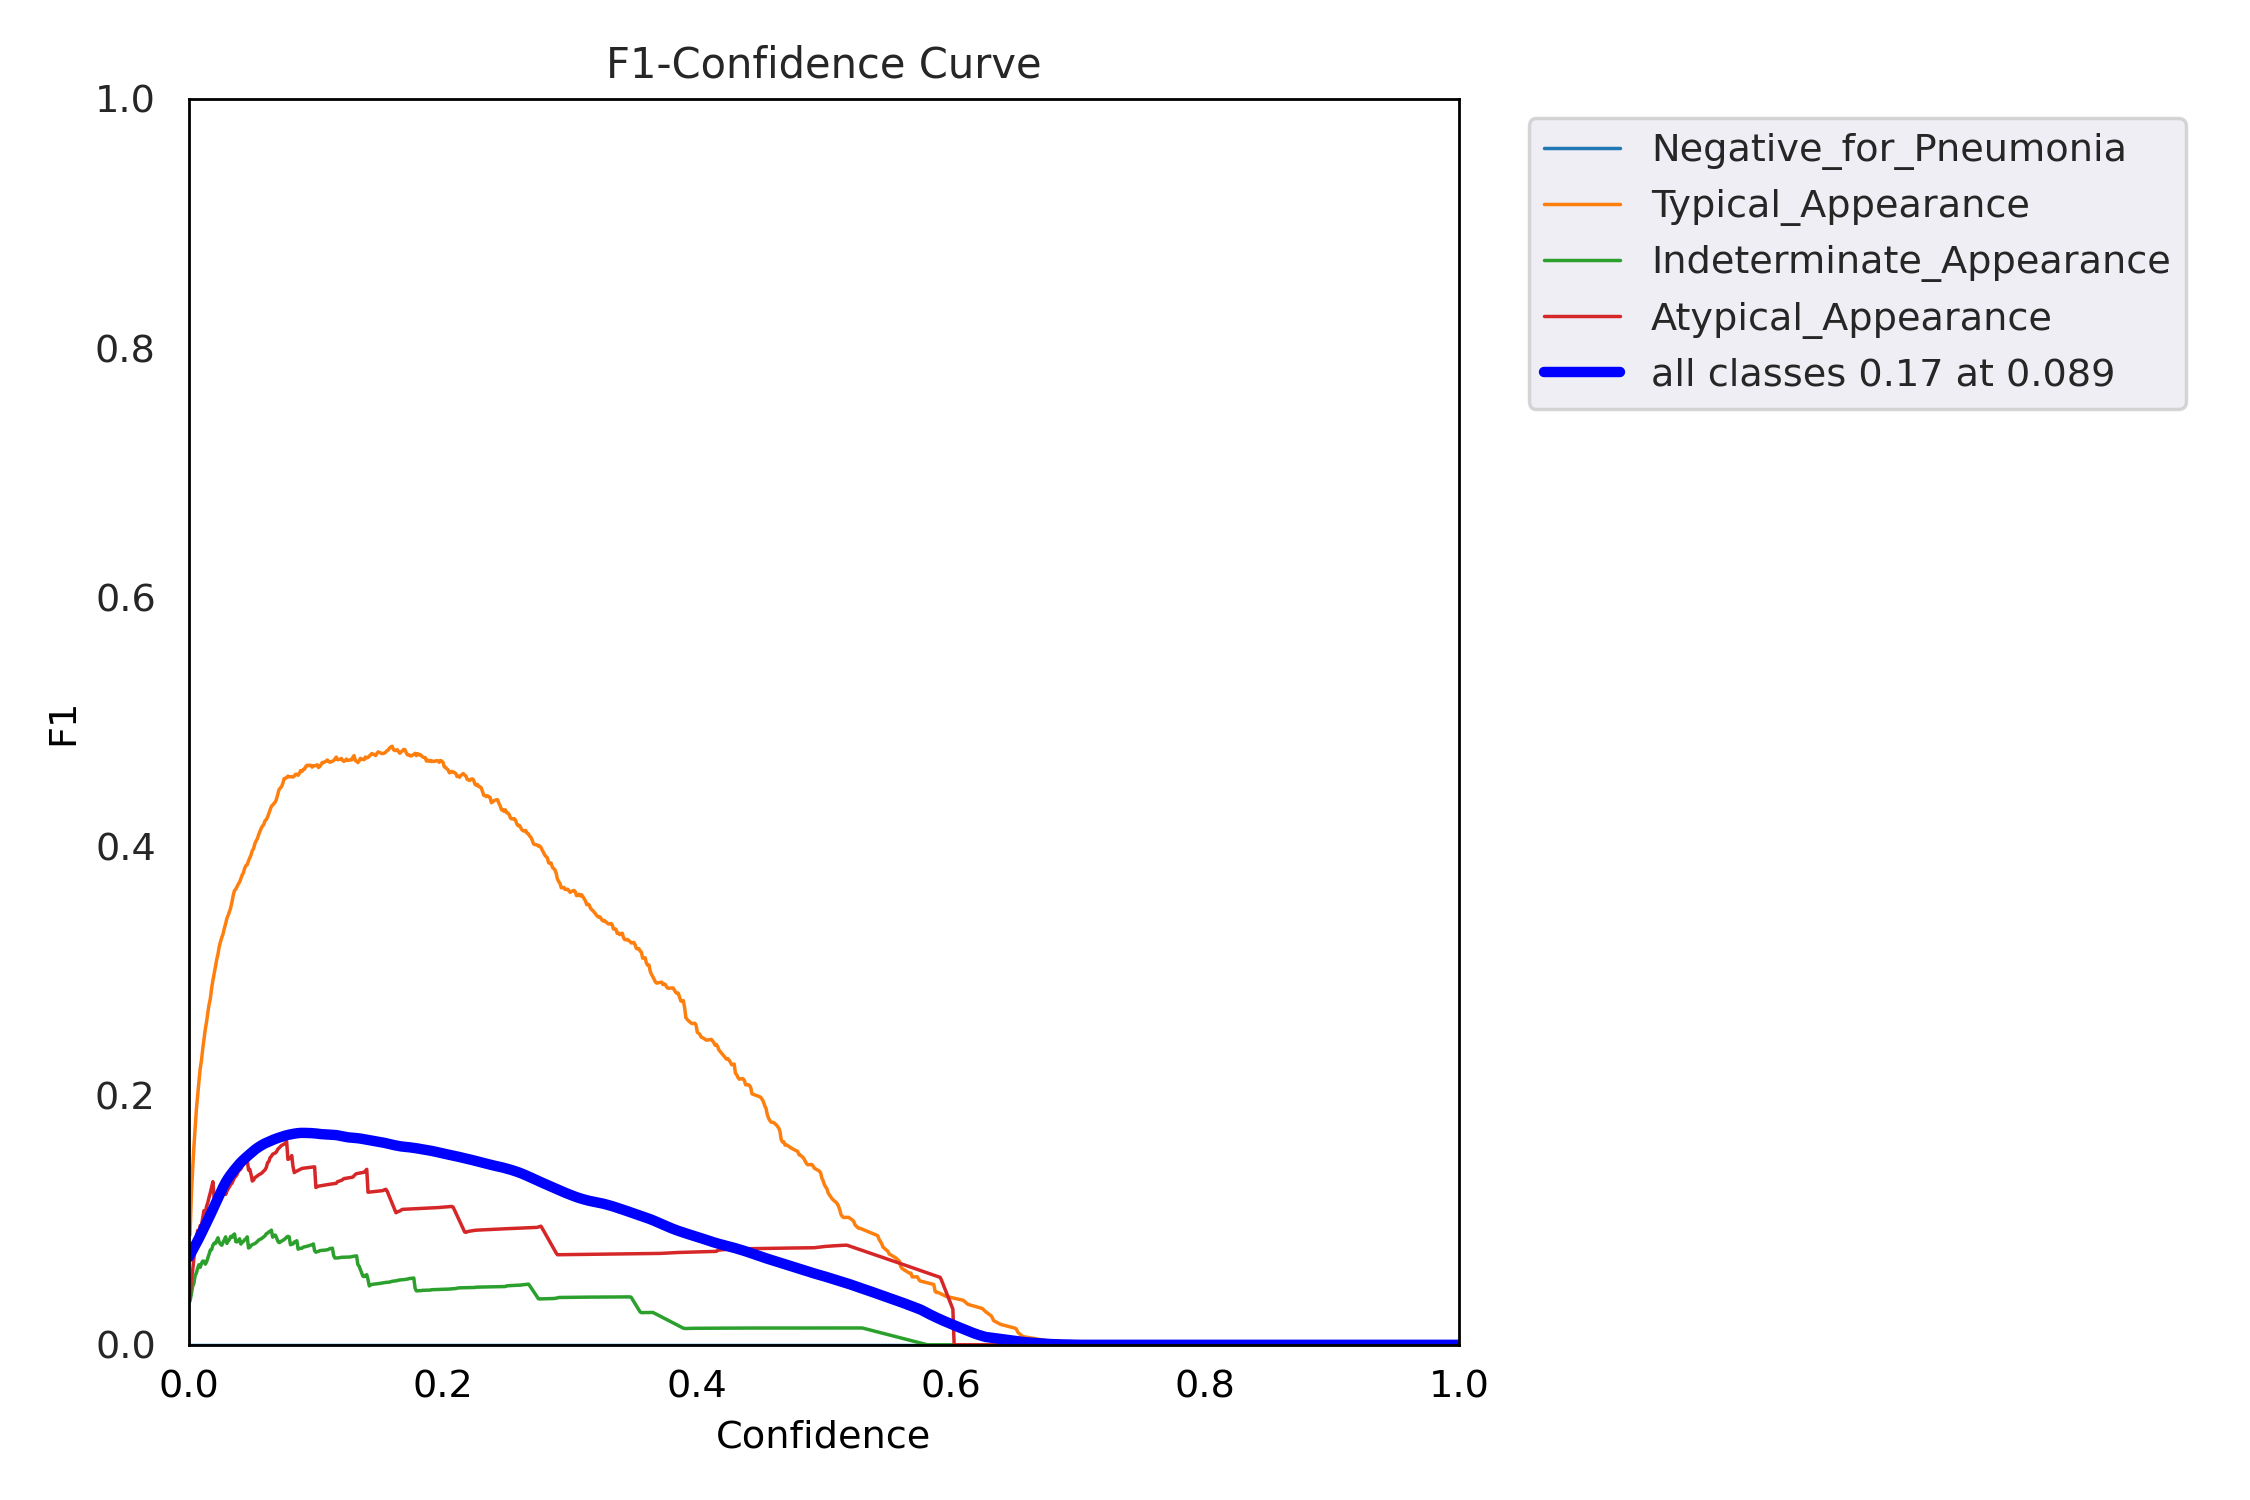 F1-Confidence Curve
1.0
0.8
0.6
0.4
0.2
0.0
F1
0.0 0.2 0.4 0.6 0.8 1.0
Confidence
Negative_for_Pneumonia
Typical_Appearance
Indeterminate_Appearance
Atypical_Appearance
all classes 0.17 at 0.089